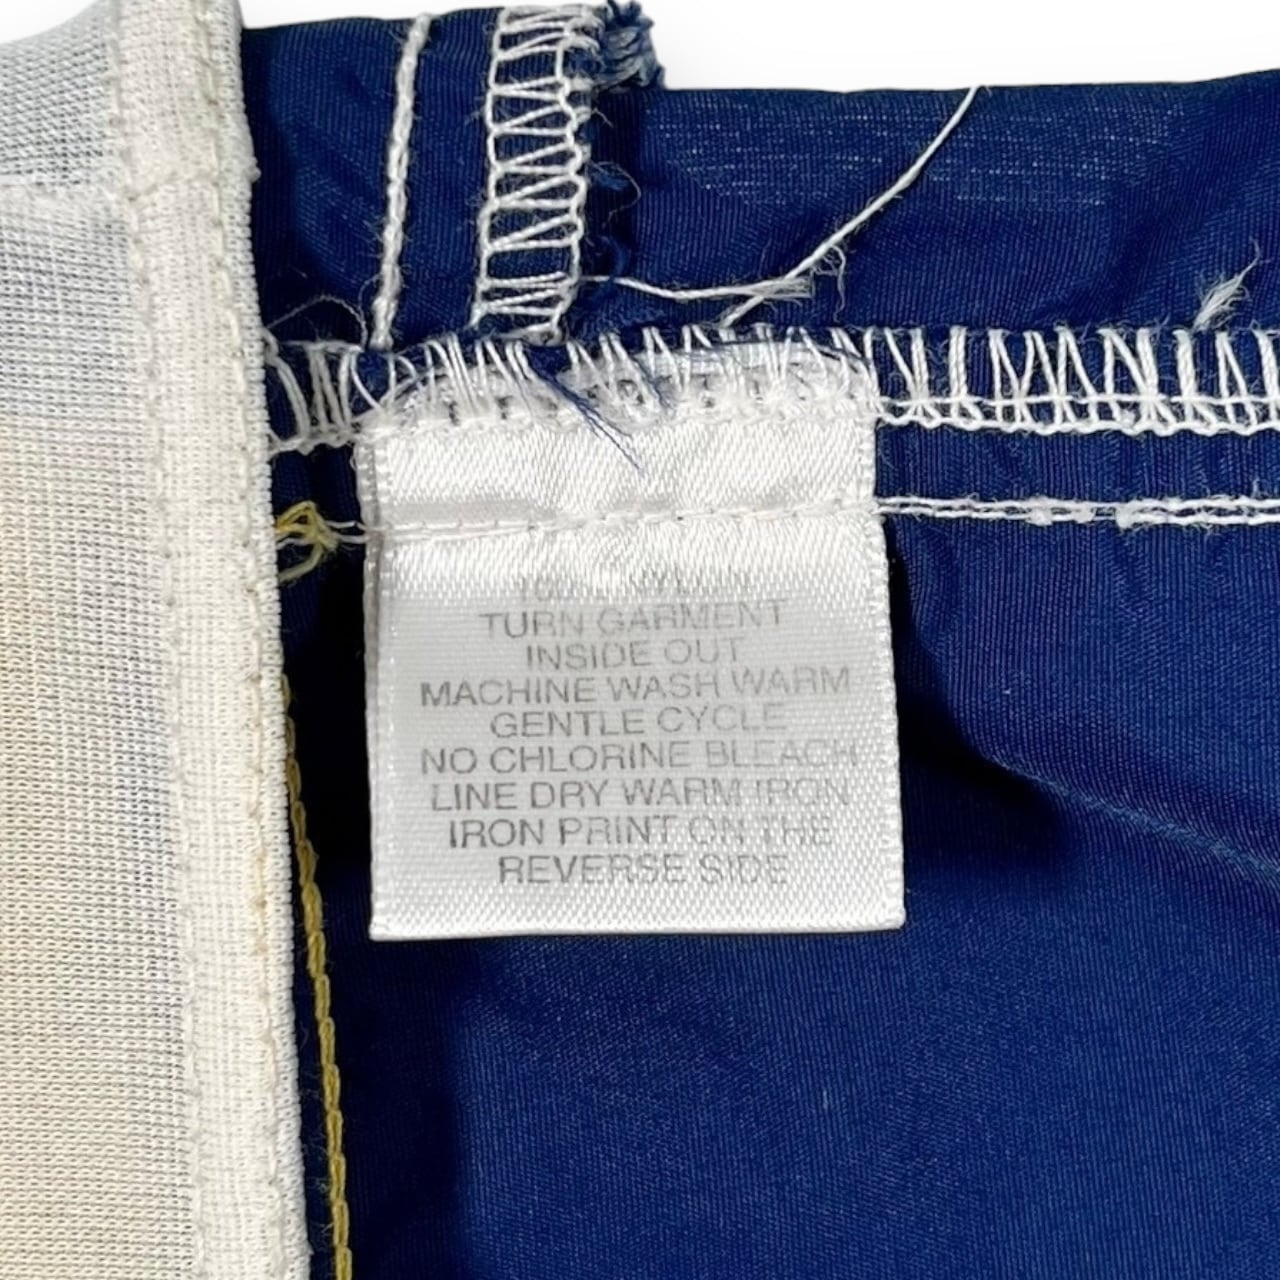 TURN GARMENT
INSIDE OUT
MACHINE WASH WARM
GENTLE CYCLE
NO CHLORINE BLEACH
LINE DRY WARM IRON
IRON PRINT ON THE
REVERSE SIDE